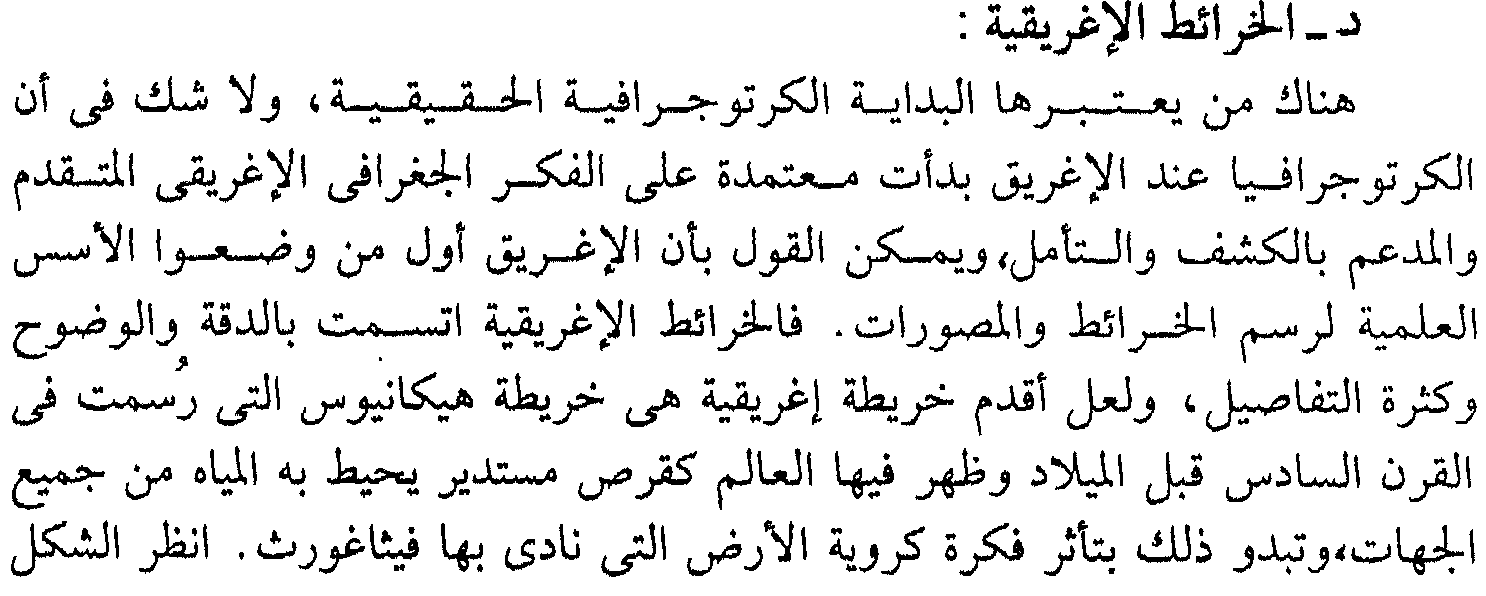 د ــ الخرائط الإغريقية :
هناك من يعتبرها البداية الكرتوجرافية الحقيقية، ولا شك فى أن
الكرتوجرافيا عند الإغريق بدأت معتمدة على الفكر الجغرافى الإغريقى المتقدم
والمدعم بالكشف والتأمل،ويمكن القول بأن الإغريق أول من وضعوا الأسس
العلمية لرسم الخرائط والمصورات. فالخرائط الإغريقية اتسمت بالدقة والوضوح
وكثرة التفاصيل، ولعل أقدم خريطة إغريقية هى خريطة هيكانيوس التى رُسمت فى
القرن السادس قبل الميلاد وظهر فيها العالم كقرص مستدير يحيط به المياه من جميع
الجهات،وتبدو ذلك بتأثر فكرة كروية الأرض التى نادى بها فيثاغورث. انظر الشكل